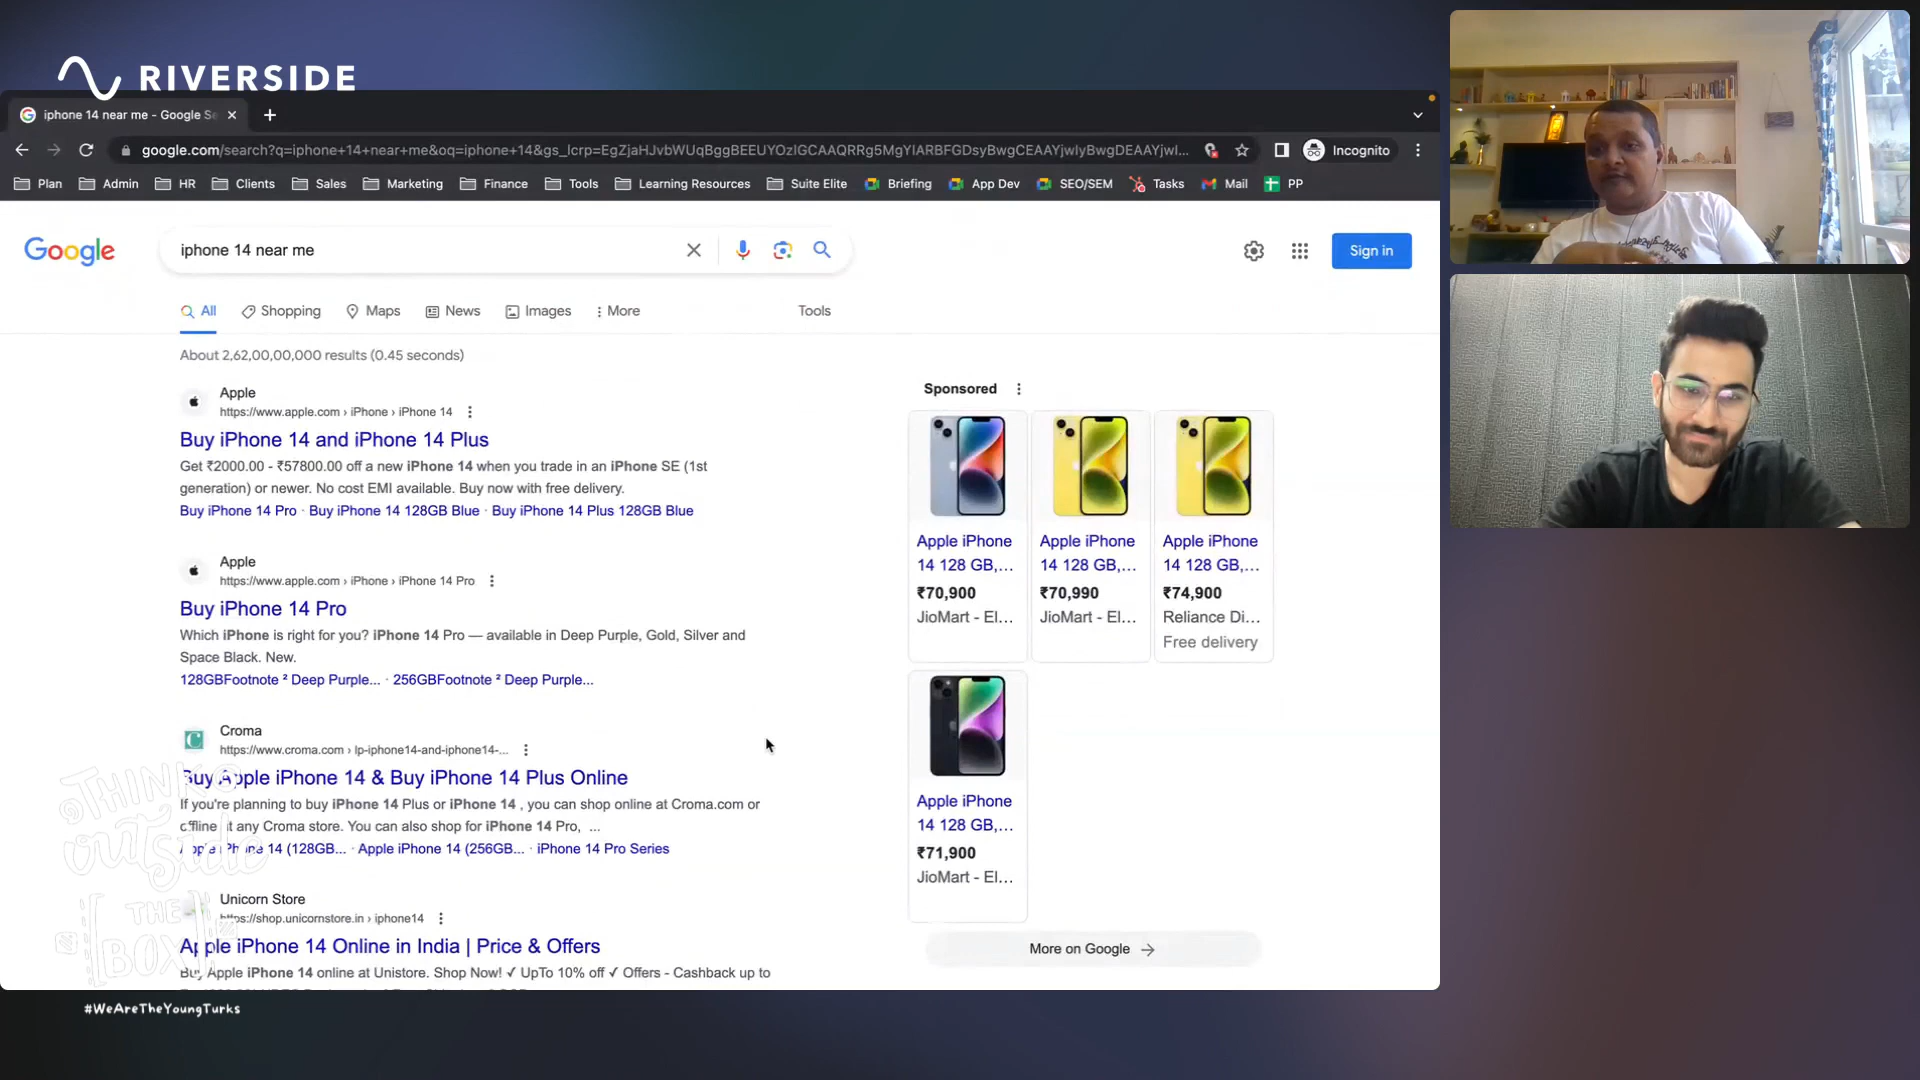 RIVERSIDE
iphone 14 near me - Google Se
google.com/search?q=iphone+14+near+me&oq=iphone+14&gs_lcrp=EgZjaHJvbWUqBggBEEUYOzIGCAAQRRg5MgYIARBFGDsyBwgCEAAYjwIyBwgDEAAYjwI...
Incognito
Plan Admin HR Clients Sales Marketing Finance Tools Learning Resources Suite Elite Briefing App Dev SEO/SEM Tasks Mail PP
Google
iphone 14 near me
Sign in
All Shopping Maps News Images More Tools
About 2,62,00,00,000 results (0.45 seconds)
Apple
https://www.apple.com › iPhone › iPhone 14
Buy iPhone 14 and iPhone 14 Plus
Get ₹2000.00 - ₹57800.00 off a new iPhone 14 when you trade in an iPhone SE (1st
generation) or newer. No cost EMI available. Buy now with free delivery.
Buy iPhone 14 Pro · Buy iPhone 14 128GB Blue · Buy iPhone 14 Plus 128GB Blue
Apple
https://www.apple.com › iPhone › iPhone 14 Pro
Buy iPhone 14 Pro
Which iPhone is right for you? iPhone 14 Pro — available in Deep Purple, Gold, Silver and
Space Black. New.
128GBFootnote ² Deep Purple... · 256GBFootnote ² Deep Purple...
Croma
https://www.croma.com › lp-iphone14-and-iphone14-...
Buy Apple iPhone 14 & Buy iPhone 14 Plus Online
If you're planning to buy iPhone 14 Plus or iPhone 14 , you can shop online at Croma.com or
offline at any Croma store. You can also shop for iPhone 14 Pro, ...
Apple iPhone 14 (128GB... · Apple iPhone 14 (256GB... · iPhone 14 Pro Series
Unicorn Store
https://shop.unicornstore.in › iphone14
Apple iPhone 14 Online in India | Price & Offers
Buy Apple iPhone 14 online at Unistore. Shop Now! ✓ UpTo 10% off ✓ Offers - Cashback up to
Sponsored
Apple iPhone
14 128 GB,...
₹70,900
JioMart - El...
Apple iPhone
14 128 GB,...
₹70,990
JioMart - El...
Apple iPhone
14 128 GB,...
₹74,900
Reliance Di...
Free delivery
Apple iPhone
14 128 GB,...
₹71,900
JioMart - El...
More on Google →
THINK
outside
[THE
BOX]
#WeAreTheYoungTurks